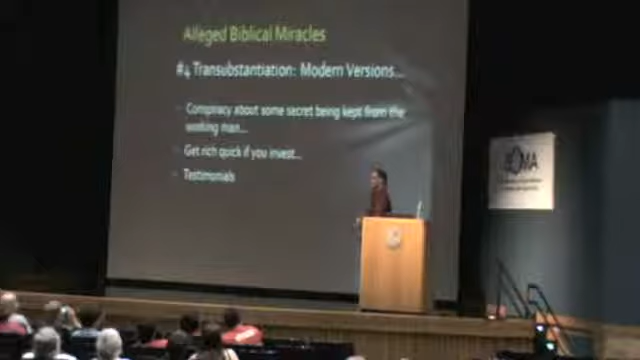 Alleged Biblical Miracles
#4 Transubstantiation: Modern Versions...
Conspiracy about some secret being kept from the
working man...
Get rich quick if you invest...
Testimonials